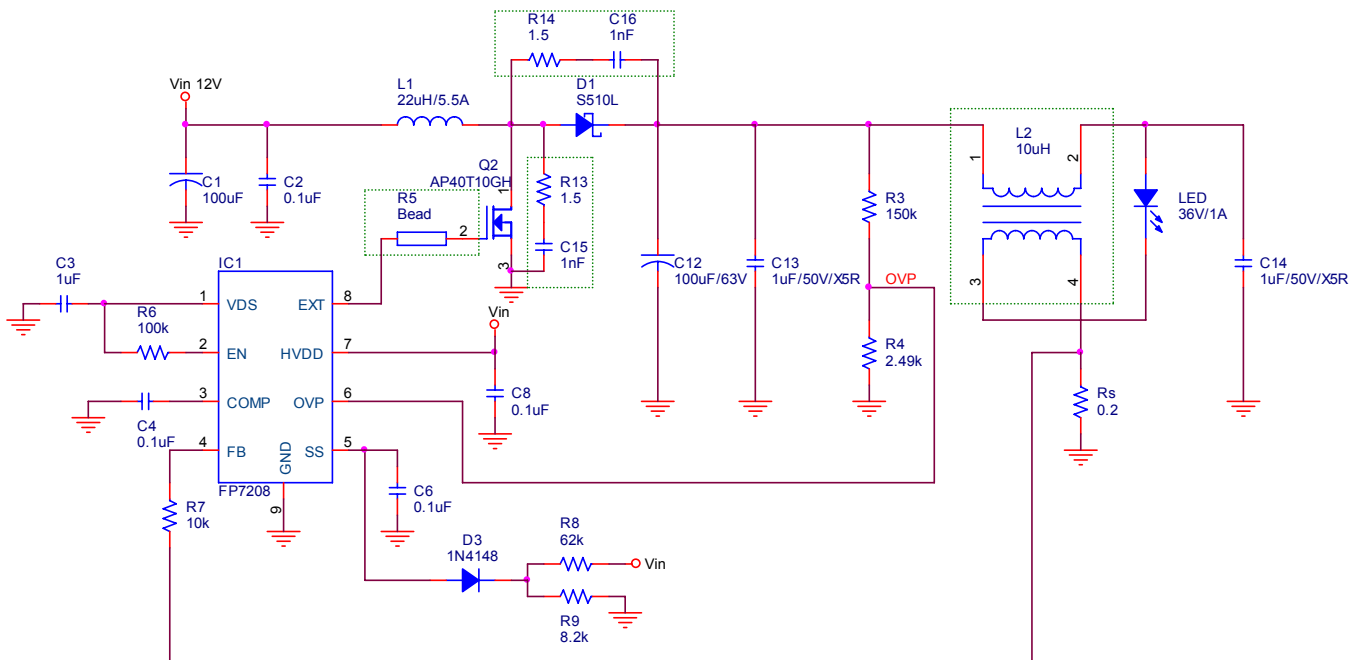 R14
1.5
C16
1nF
Vin 12V
L1
22uH/5.5A
D1
S510L
C1
100uF
C2
0.1uF
Q2
AP40T10GH
1
2
3
R5
Bead
R13
1.5
C15
1nF
C12
100uF/63V
C13
1uF/50V/X5R
R3
150k
OVP
R4
2.49k
L2
10uH
1
2
3
4
LED
36V/1A
C14
1uF/50V/X5R
Rs
0.2
C3
1uF
R6
100k
C4
0.1uF
R7
10k
IC1
1
VDS
EXT
8
2
EN
HVDD
7
3
COMP
OVP
6
4
FB
SS
5
GND
9
FP7208
Vin
C8
0.1uF
C6
0.1uF
D3
1N4148
R8
62k
Vin
R9
8.2k